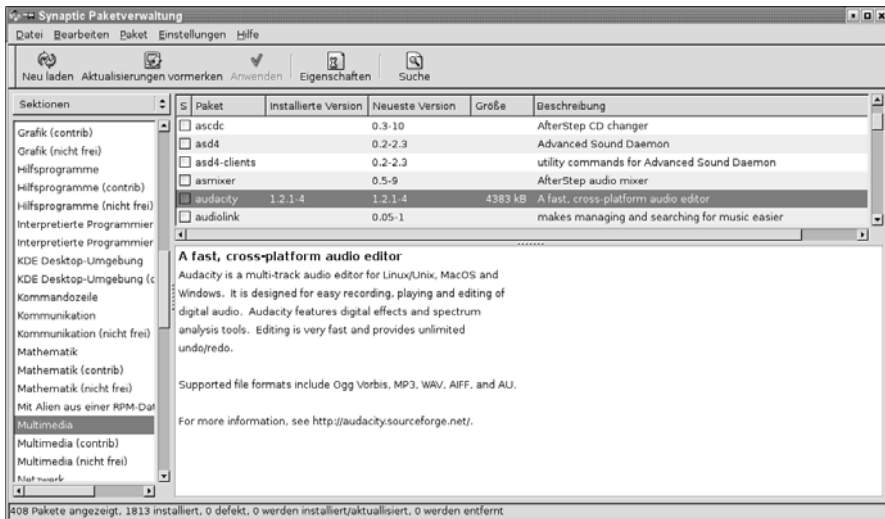 Synaptic Paketverwaltung
Datei Bearbeiten Paket Einstellungen Hilfe
Neu laden Aktualisierungen vormerken Anwenden Eigenschaften Suche
Sektionen
Grafik (contrib)
Grafik (nicht frei)
Hilfsprogramme
Hilfsprogramme (contrib)
Hilfsprogramme (nicht frei)
Interpretierte Programmier
Interpretierte Programmier
KDE Desktop-Umgebung
KDE Desktop-Umgebung (c
Kommandozeile
Kommunikation
Kommunikation (nicht frei)
Mathematik
Mathematik (contrib)
Mathematik (nicht frei)
Mit Alien aus einer RPM-Dat
Multimedia
Multimedia (contrib)
Multimedia (nicht frei)
Netzwerk
S Paket Installierte Version Neueste Version Größe Beschreibung
ascdc 0.3-10 AfterStep CD changer
asd4 0.2-2.3 Advanced Sound Daemon
asd4-clients 0.2-2.3 utility commands for Advanced Sound Daemon
asmixer 0.5-9 AfterStep audio mixer
audacity 1.2.1-4 1.2.1-4 4383 kB A fast, cross-platform audio editor
audiolink 0.05-1 makes managing and searching for music easier
A fast, cross-platform audio editor
Audacity is a multi-track audio editor for Linux/Unix, MacOS and
Windows. It is designed for easy recording, playing and editing of
digital audio. Audacity features digital effects and spectrum
analysis tools. Editing is very fast and provides unlimited
undo/redo.
Supported file formats include Ogg Vorbis, MP3, WAV, AIFF, and AU.
For more information, see http://audacity.sourceforge.net/.
408 Pakete angezeigt, 1813 installiert, 0 defekt, 0 werden installiert/aktuallisiert, 0 werden entfernt